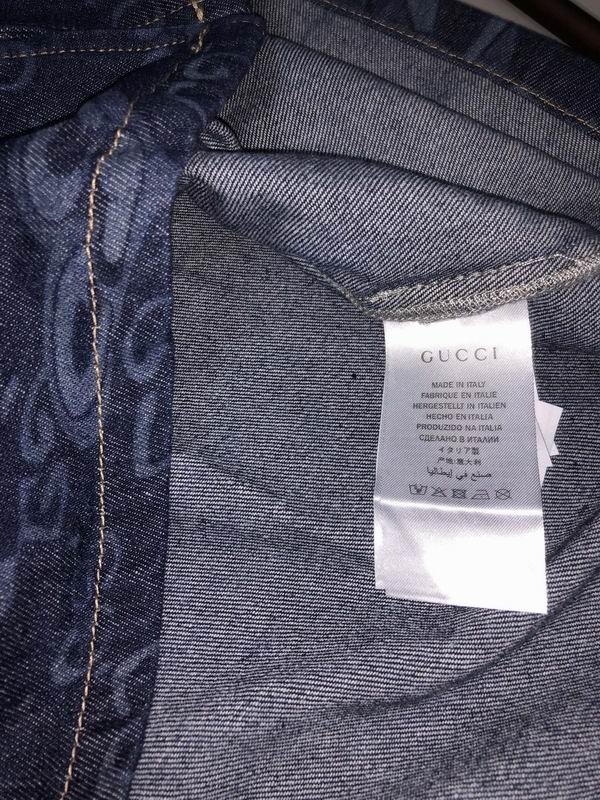 GUCCI
MADE IN ITALY
FABRIQUE EN ITALIE
HERGESTELLT IN ITALIEN
HECHO EN ITALIA
PRODUZIDO NA ITALIA
СДЕЛАНО В ИТАЛИИ
イタリア製
产地:意大利
صنع في إيطاليا